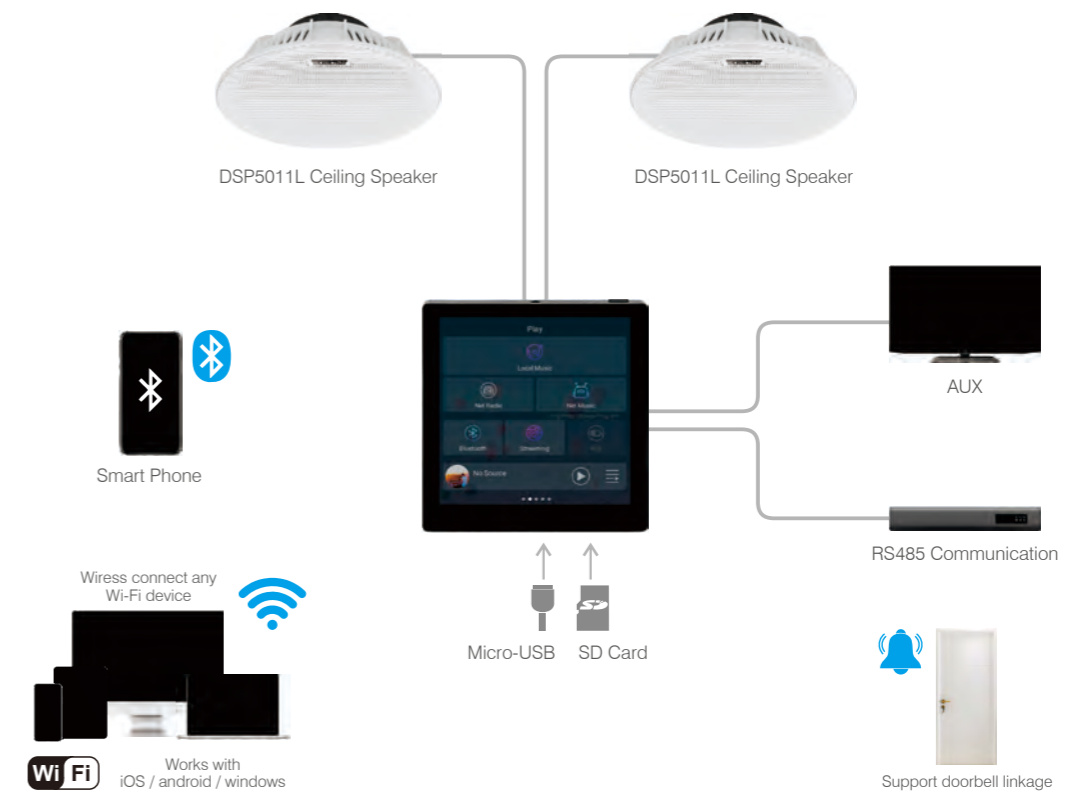 DSP5011L Ceiling Speaker
DSP5011L Ceiling Speaker
Play
Local Music
Net Radio
Net Music
Bluetooth
Streaming
No Source
AUX
Smart Phone
RS485 Communication
Wiress connect any
Wi-Fi device
Micro-USB
SD Card
Wi Fi
Works with
iOS / android / windows
Support doorbell linkage